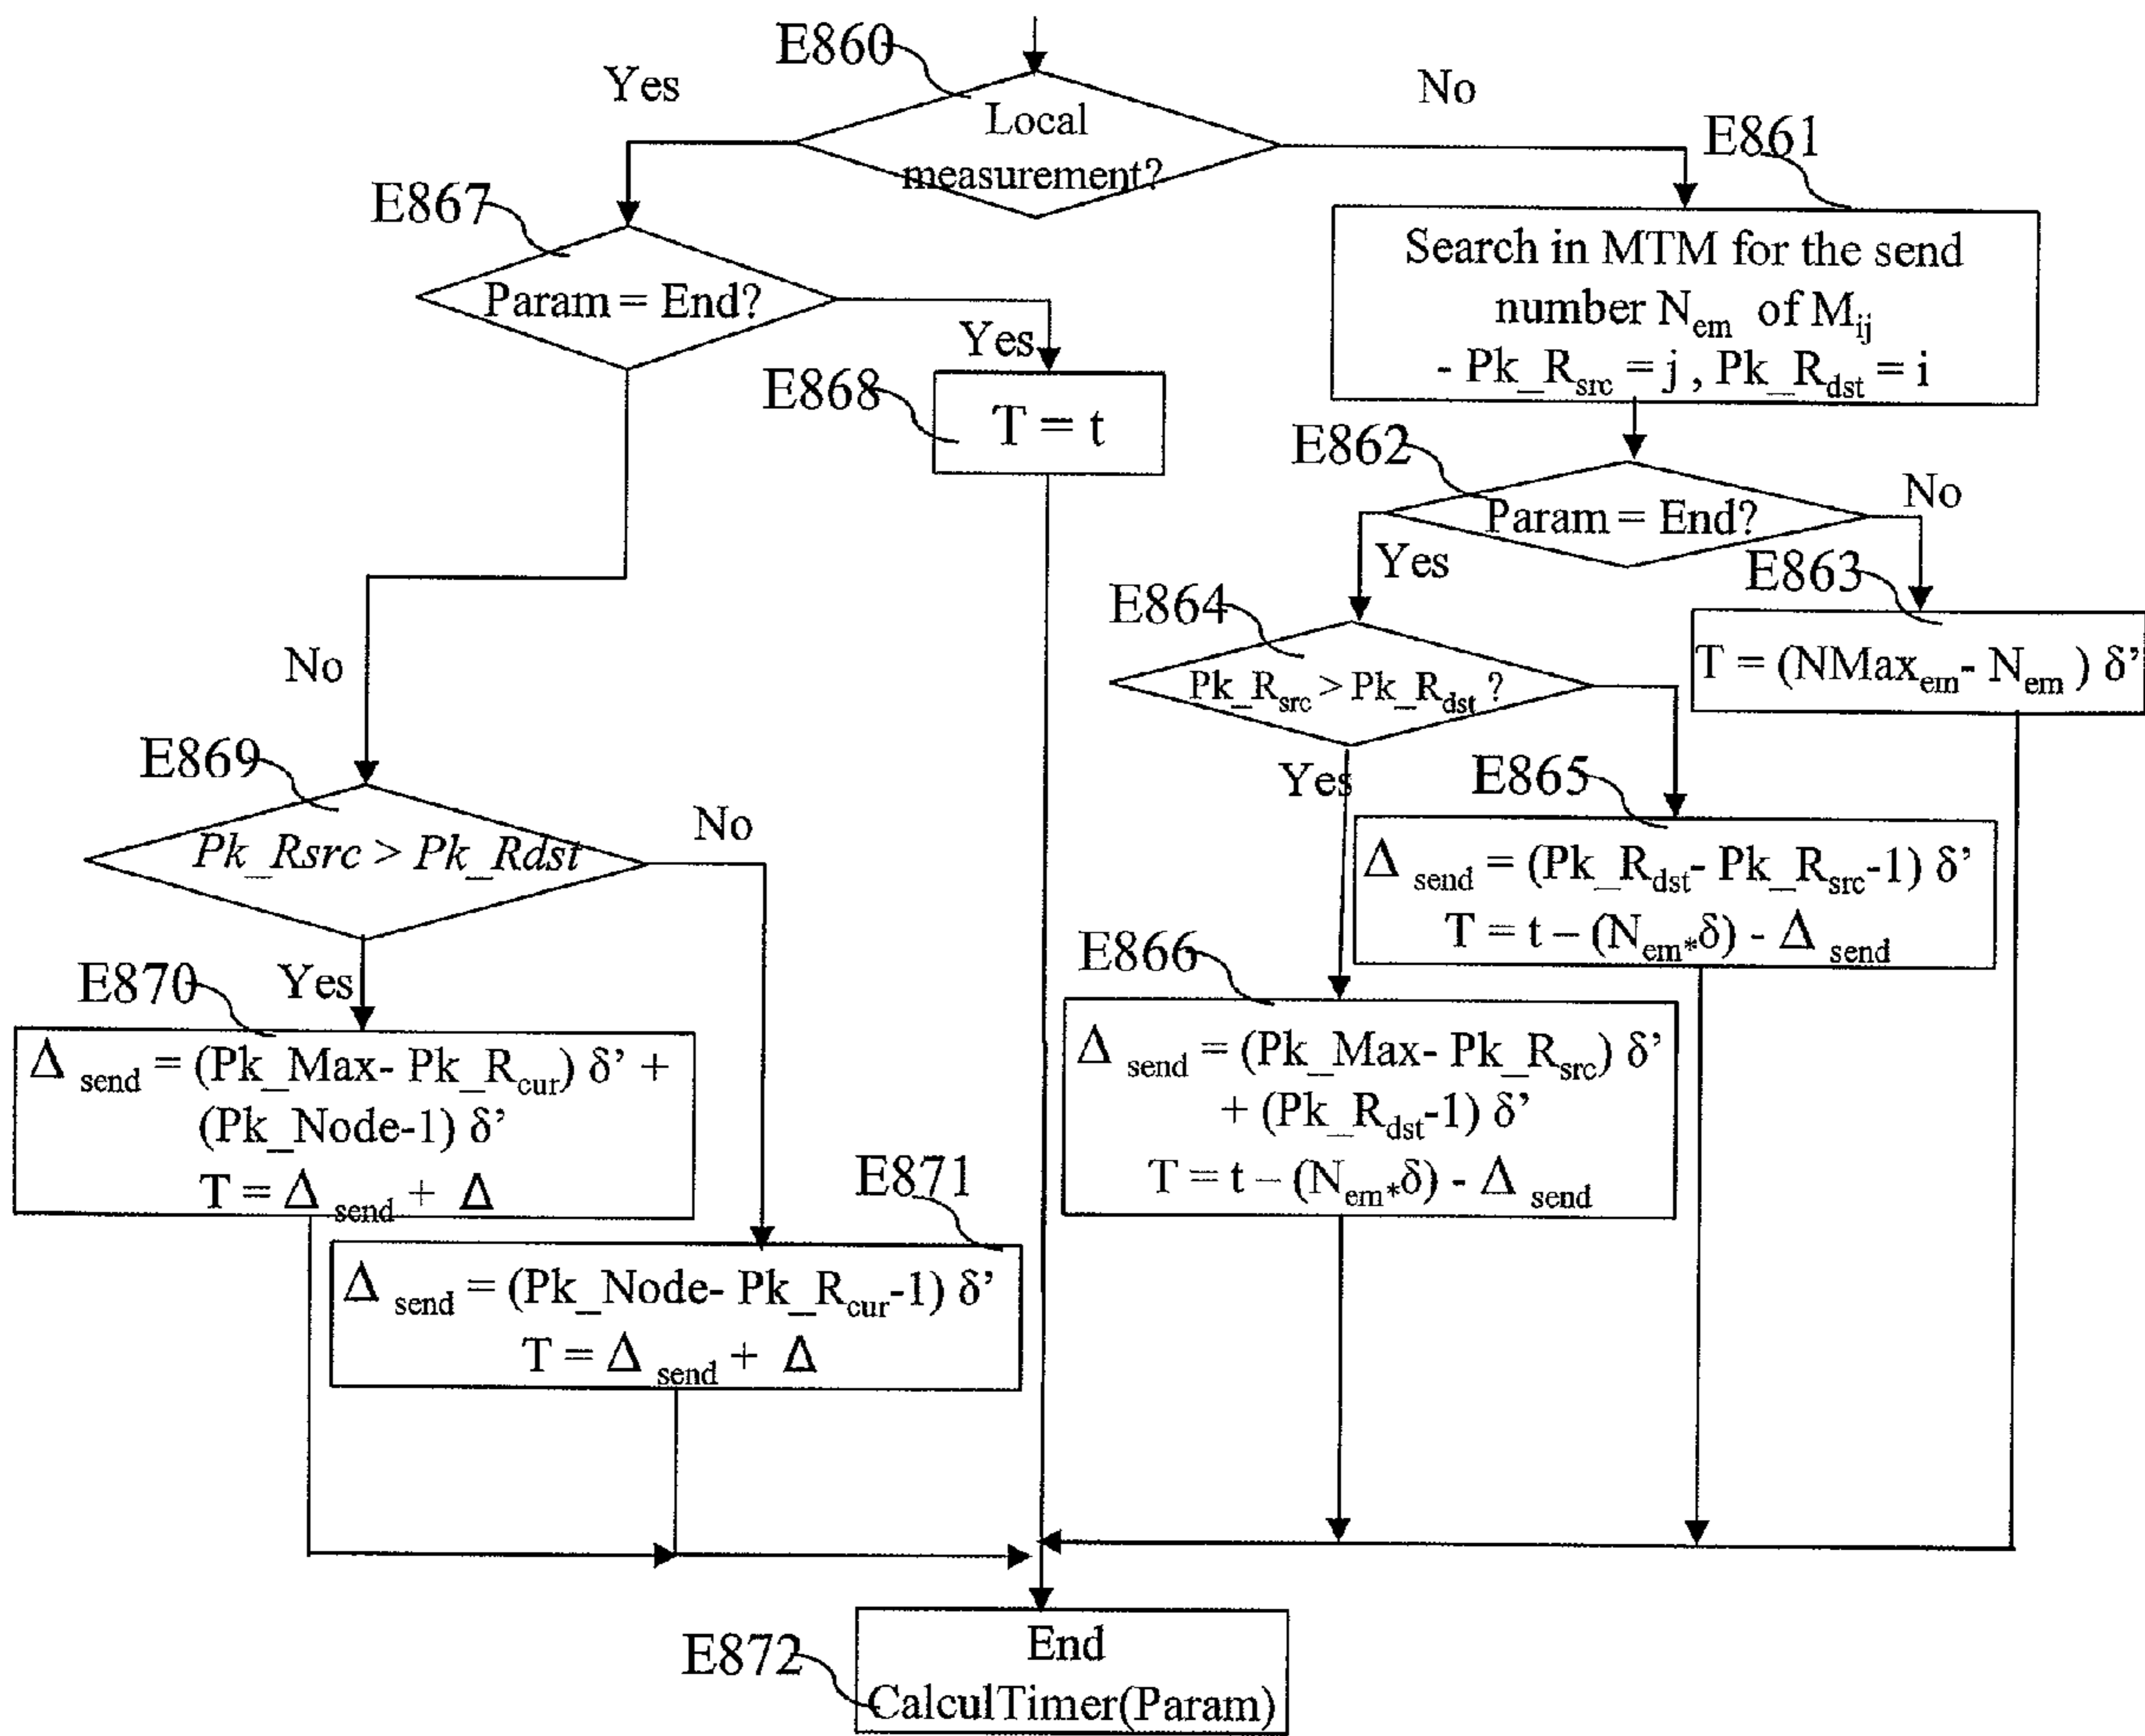 E860
Yes
No
Local
measurement?
E861
E867
Search in MTM for the send
number N_em of M_ij
- Pk_R_src = j , Pk_R_dst = i
Param = End?
Yes
E868
T = t
E862
Param = End?
No
Yes
E863
T = (NMax_em- N_em ) δ’
E864
Pk_R_src > Pk_R_dst ?
No
E869
Pk_Rsrc > Pk_Rdst
No
Yes
E865
Δ send = (Pk_R_dst- Pk_R_src-1) δ’
T = t – (N_em*δ) - Δ send
E866
Δ send = (Pk_Max- Pk_R_src) δ’
+ (Pk_R_dst-1) δ’
T = t – (N_em*δ) - Δ send
E870
Yes
Δ send = (Pk_Max- Pk_R_cur) δ’ +
(Pk_Node-1) δ’
T = Δ send + Δ
E871
Δ send = (Pk_Node- Pk_R_cur-1) δ’
T = Δ send + Δ
E872
End
CalculTimer(Param)